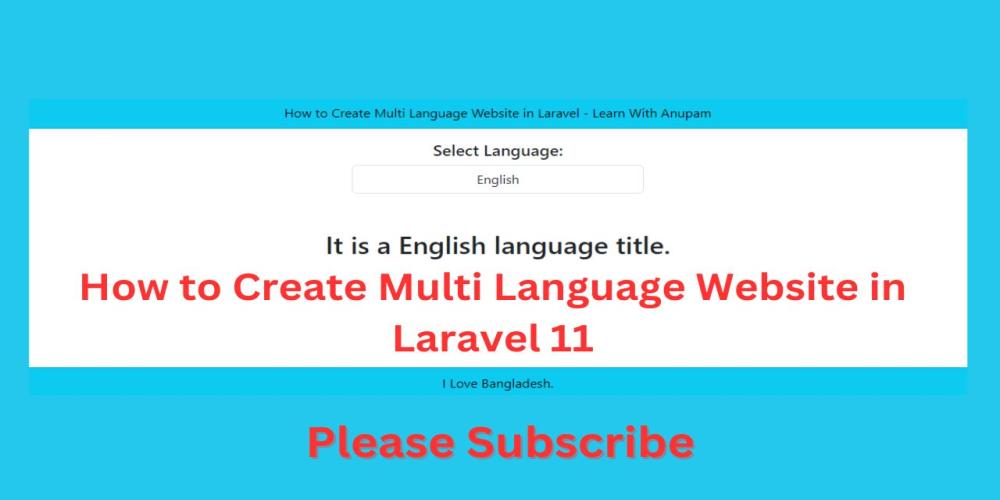 How to Create Multi Language Website in Laravel - Learn With Anupam
Select Language:
English
It is a English language title.
How to Create Multi Language Website in
Laravel 11
I Love Bangladesh.
Please Subscribe